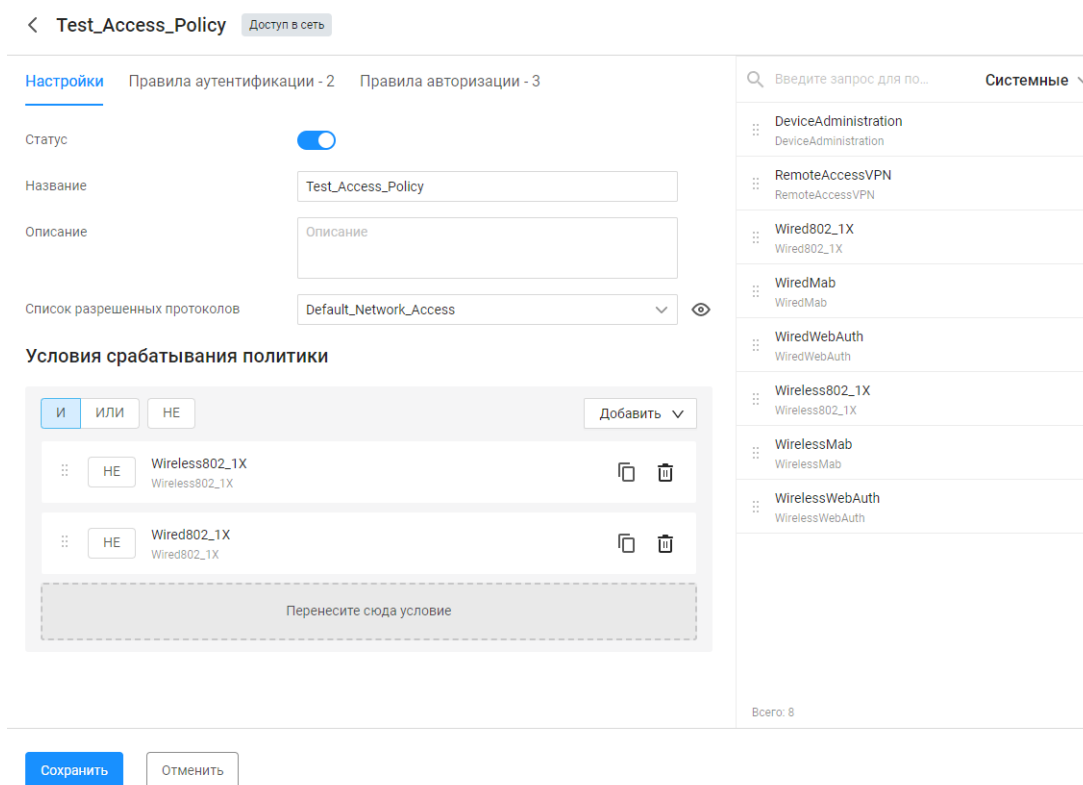 Test_Access_Policy Доступ в сеть
Настройки Правила аутентификации - 2 Правила авторизации - 3
Статус
Название Test_Access_Policy
Описание Описание
Список разрешенных протоколов Default_Network_Access
Условия срабатывания политики
И ИЛИ НЕ Добавить
НЕ Wireless802_1X
Wireless802_1X
НЕ Wired802_1X
Wired802_1X
Перенесите сюда условие
Введите запрос для по... Системные
DeviceAdministration
DeviceAdministration
RemoteAccessVPN
RemoteAccessVPN
Wired802_1X
Wired802_1X
WiredMab
WiredMab
WiredWebAuth
WiredWebAuth
Wireless802_1X
Wireless802_1X
WirelessMab
WirelessMab
WirelessWebAuth
WirelessWebAuth
Всего: 8
Сохранить Отменить